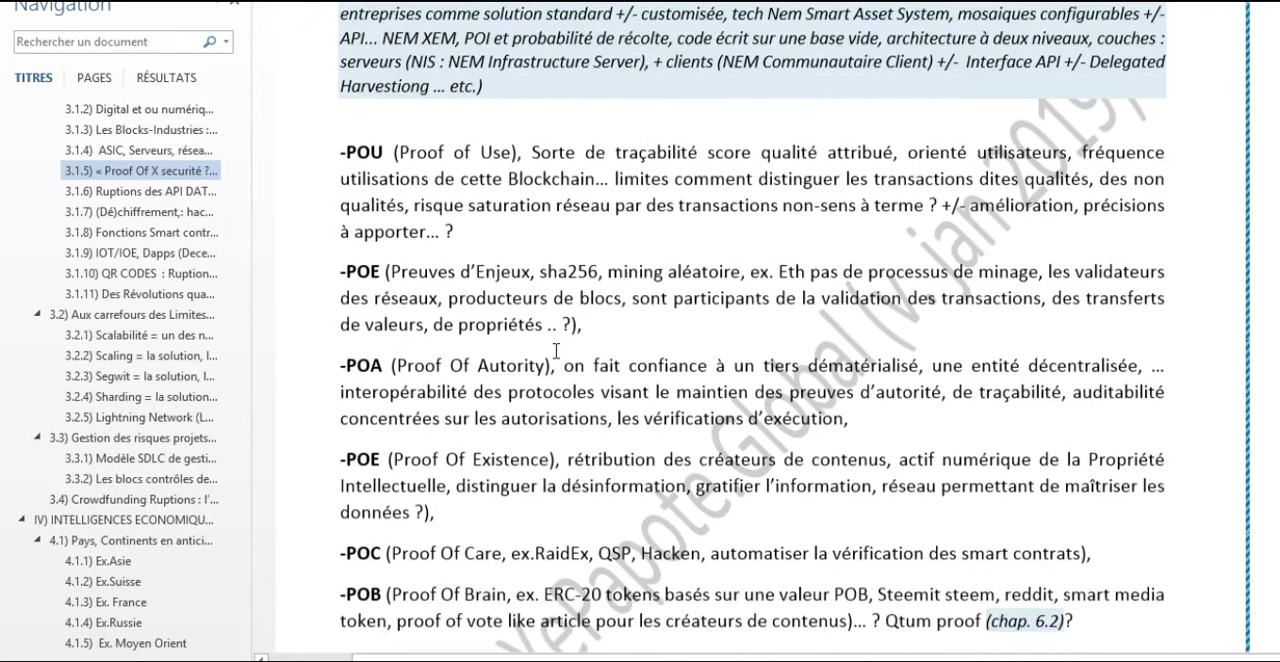 Navigation
Rechercher un document
TITRES PAGES RÉSULTATS
3.1.2) Digital et ou numériq...
3.1.3) Les Blocks-Industries :...
3.1.4) ASIC, Serveurs, résea...
3.1.5) « Proof Of X securité ?...
3.1.6) Ruptions des API DAT...
3.1.7) (Dé)chiffrement,: hac...
3.1.8) Fonctions Smart contr...
3.1.9) IOT/IOE, Dapps (Dece...
3.1.10) QR CODES : Ruption...
3.1.11) Des Révolutions qua...
3.2) Aux carrefours des Limites...
3.2.1) Scalabilité = un des n...
3.2.2) Scaling = la solution, l...
3.2.3) Segwit = la solution, l...
3.2.4) Sharding = la solution...
3.2.5) Lightning Network (L...
3.3) Gestion des risques projets...
3.3.1) Modèle SDLC de gesti...
3.3.2) Les blocs contrôles de...
3.4) Crowdfunding Ruptions : l'...
IV) INTELLIGENCES ECONOMIQU...
4.1) Pays, Continents en antici...
4.1.1) Ex.Asie
4.1.2) Ex.Suisse
4.1.3) Ex. France
4.1.4) Ex.Russie
4.1.5) Ex. Moyen Orient
entreprises comme solution standard +/- customisée, tech Nem Smart Asset System, mosaiques configurables +/-
API... NEM XEM, POI et probabilité de récolte, code écrit sur une base vide, architecture à deux niveaux, couches :
serveurs (NIS : NEM Infrastructure Server), + clients (NEM Communautaire Client) +/- Interface API +/- Delegated
Harvestiong ... etc.)
-POU (Proof of Use), Sorte de traçabilité score qualité attribué, orienté utilisateurs, fréquence
utilisations de cette Blockchain... limites comment distinguer les transactions dites qualités, des non
qualités, risque saturation réseau par des transactions non-sens à terme ? +/- amélioration, précisions
à apporter... ?
-POE (Preuves d'Enjeux, sha256, mining aléatoire, ex. Eth pas de processus de minage, les validateurs
des réseaux, producteurs de blocs, sont participants de la validation des transactions, des transferts
de valeurs, de propriétés .. ?),
-POA (Proof Of Autority), on fait confiance à un tiers dématérialisé, une entité décentralisée, ...
interopérabilité des protocoles visant le maintien des preuves d'autorité, de traçabilité, auditabilité
concentrées sur les autorisations, les vérifications d'exécution,
-POE (Proof Of Existence), rétribution des créateurs de contenus, actif numérique de la Propriété
Intellectuelle, distinguer la désinformation, gratifier l'information, réseau permettant de maîtriser les
données ?),
-POC (Proof Of Care, ex.RaidEx, QSP, Hacken, automatiser la vérification des smart contrats),
-POB (Proof Of Brain, ex. ERC-20 tokens basés sur une valeur POB, Steemit steem, reddit, smart media
token, proof of vote like article pour les créateurs de contenus)... ? Qtum proof (chap. 6.2)?
XePapote.Global (v. jan 2019)